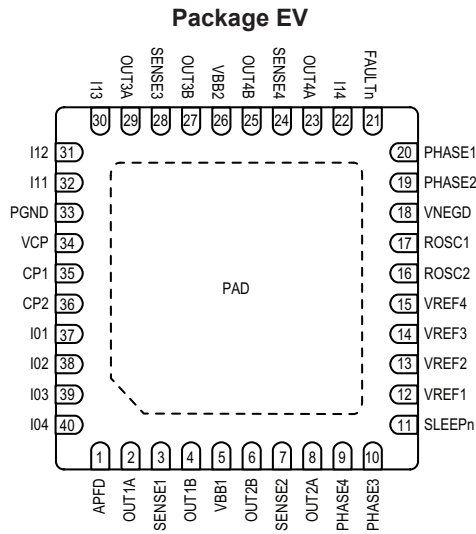 Package EV
I13
OUT3A
SENSE3
OUT3B
VBB2
OUT4B
SENSE4
OUT4A
I14
FAULTn
30
29
28
27
26
25
24
23
22
21
I12 31
I11 32
PGND 33
VCP 34
CP1 35
CP2 36
I01 37
I02 38
I03 39
I04 40
PAD
20 PHASE1
19 PHASE2
18 VNEGD
17 ROSC1
16 ROSC2
15 VREF4
14 VREF3
13 VREF2
12 VREF1
11 SLEEPn
1
2
3
4
5
6
7
8
9
10
APFD
OUT1A
SENSE1
OUT1B
VBB1
OUT2B
SENSE2
OUT2A
PHASE4
PHASE3